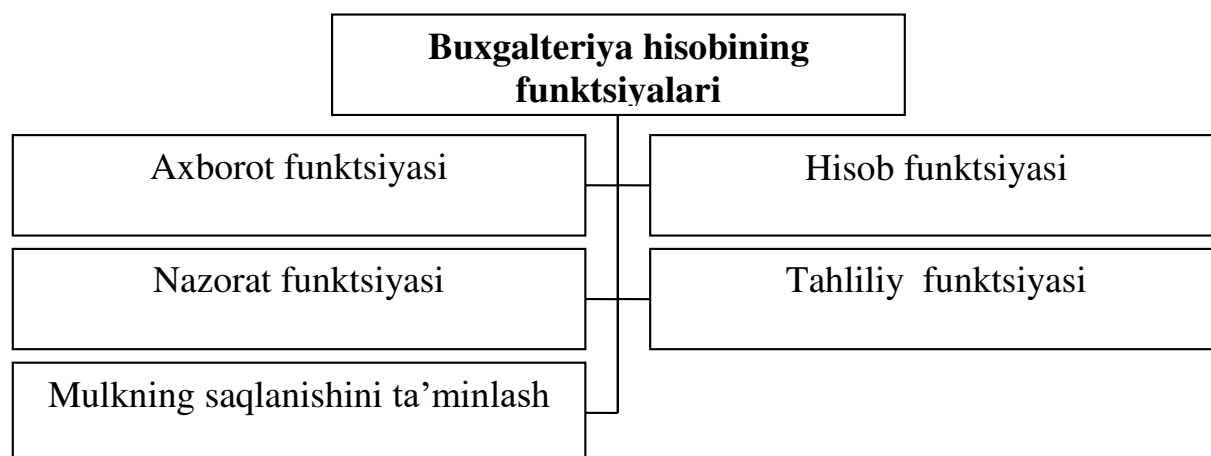 Buxgalteriya hisobining
funktsiyalari
Axborot funktsiyasi
Hisob funktsiyasi
Nazorat funktsiyasi
Tahliliy funktsiyasi
Mulkning saqlanishini ta’minlash